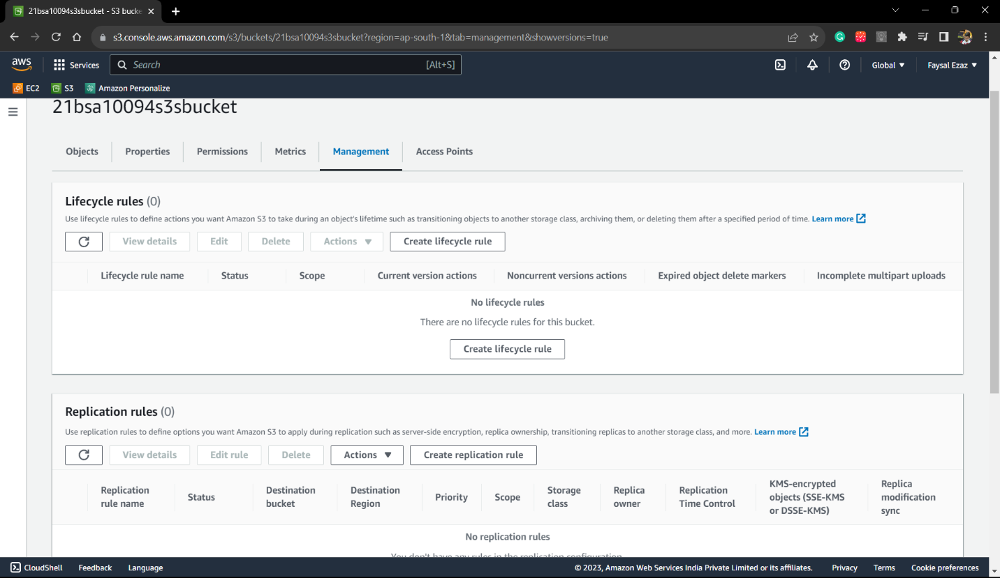 21bsa10094s3sbucket - S3 bucke
s3.console.aws.amazon.com/s3/buckets/21bsa10094s3sbucket?region=ap-south-1&tab=management&showversions=true
aws
Services
Search
[Alt+S]
Global
Faysal Ezaz
EC2
S3
Amazon Personalize
21bsa10094s3sbucket
Objects
Properties
Permissions
Metrics
Management
Access Points
Lifecycle rules (0)
Use lifecycle rules to define actions you want Amazon S3 to take during an object's lifetime such as transitioning objects to another storage class, archiving them, or deleting them after a specified period of time. Learn more
View details
Edit
Delete
Actions
Create lifecycle rule
Lifecycle rule name
Status
Scope
Current version actions
Noncurrent versions actions
Expired object delete markers
Incomplete multipart uploads
No lifecycle rules
There are no lifecycle rules for this bucket.
Create lifecycle rule
Replication rules (0)
Use replication rules to define options you want Amazon S3 to apply during replication such as server-side encryption, replica ownership, transitioning replicas to another storage class, and more. Learn more
View details
Edit rule
Delete
Actions
Create replication rule
Replication
rule name
Status
Destination
bucket
Destination
Region
Priority
Scope
Storage
class
Replica
owner
Replication
Time Control
KMS-encrypted
objects (SSE-KMS
or DSSE-KMS)
Replica
modification
sync
No replication rules
You don't have any rules in the replication configuration.
CloudShell
Feedback
Language
© 2023, Amazon Web Services India Private Limited or its affiliates.
Privacy
Terms
Cookie preferences